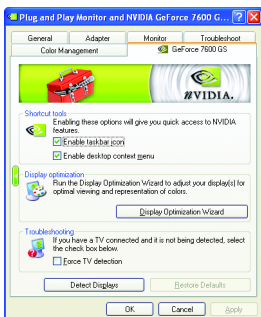 Plug and Play Monitor and NVIDIA GeForce 7600 G...
General Adapter Monitor Troubleshoot
Color Management GeForce 7600 GS
NVIDIA.
Shortcut tools
Enabling these options will give you quick access to NVIDIA
features.
Enable taskbar icon
Enable desktop context menu
Display optimization
Run the Display Optimization Wizard to adjust your display(s) for
optimal viewing and representation of colors.
Display Optimization Wizard
Troubleshooting
If you have a TV connected and it is not being detected, select
the check box below.
Force TV detection
Detect Displays Restore Defaults
OK Cancel Apply